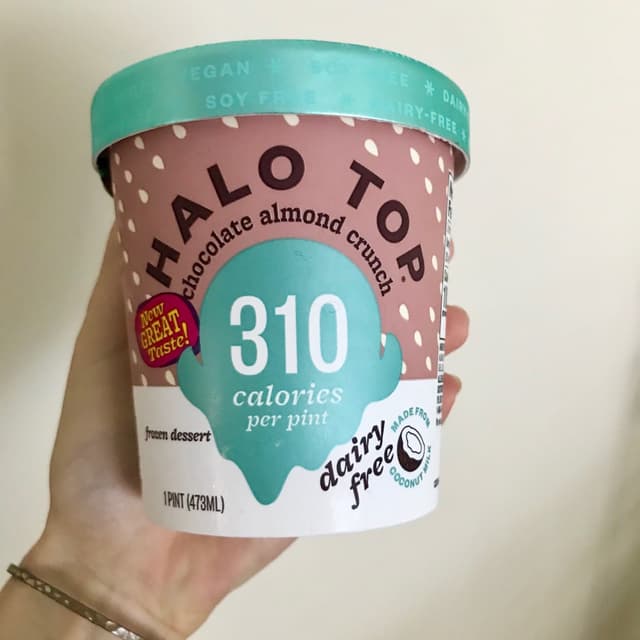 EGAN * SOY FREE * DAIRY
SOY FREE * DAIRY-FREE *
HALO TOP
chocolate almond crunch
New
GREAT
Taste!
310
calories
per pint
frozen dessert
dairy
free
MADE FROM
COCONUT MILK
1 PINT (473ML)